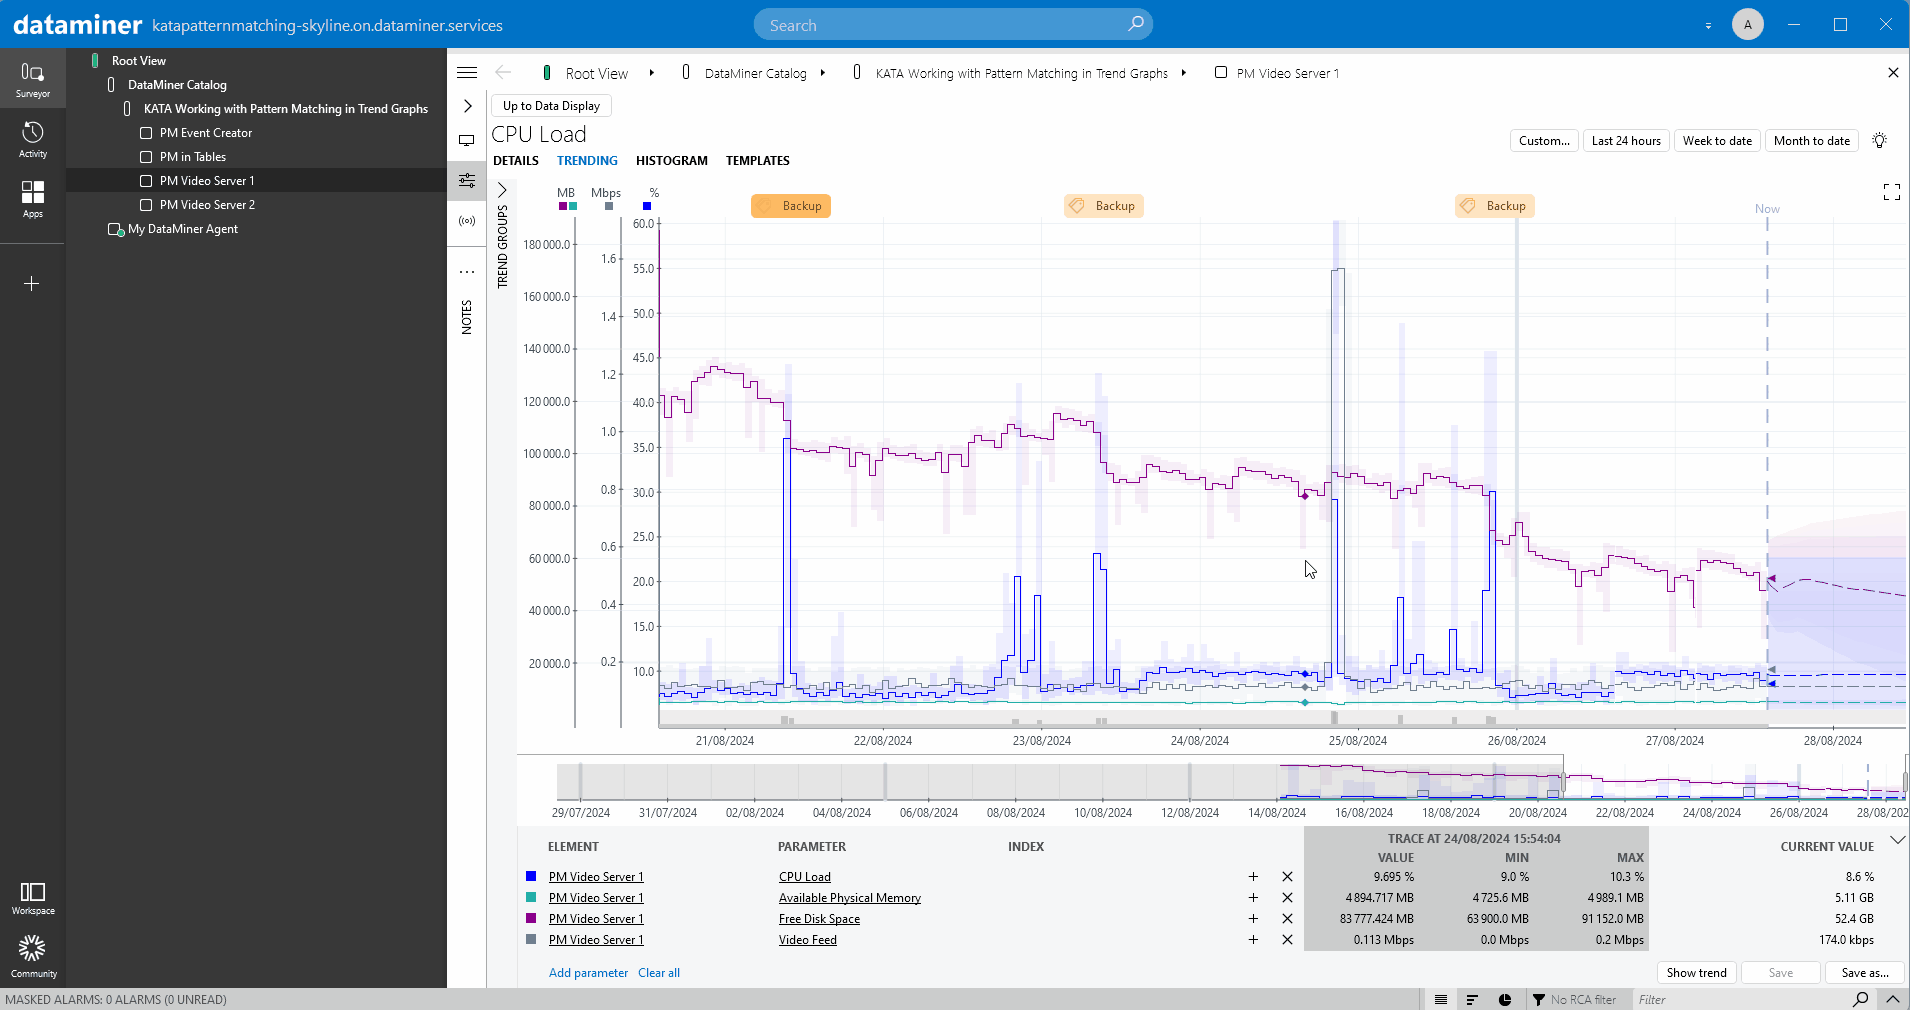 dataminer katapatternmatching-skyline.on.dataminer.services
Search
A
Surveyor
Activity
Apps
Workspace
Community
Root View
DataMiner Catalog
KATA Working with Pattern Matching in Trend Graphs
PM Event Creator
PM in Tables
PM Video Server 1
PM Video Server 2
My DataMiner Agent
NOTES
Root View DataMiner Catalog KATA Working with Pattern Matching in Trend Graphs PM Video Server 1
Up to Data Display
CPU Load
Custom... Last 24 hours Week to date Month to date
DETAILS TRENDING HISTOGRAM TEMPLATES
TREND GROUPS
MB Mbps %
Backup Backup Backup
Now
180 000.0
160 000.0
140 000.0
120 000.0
100 000.0
80 000.0
60 000.0
40 000.0
20 000.0
1.6
1.4
1.2
1.0
0.8
0.6
0.4
0.2
60.0
55.0
50.0
45.0
40.0
35.0
30.0
25.0
20.0
15.0
10.0
21/08/2024 22/08/2024 23/08/2024 24/08/2024 25/08/2024 26/08/2024 27/08/2024 28/08/2024
29/07/2024 31/07/2024 02/08/2024 04/08/2024 06/08/2024 08/08/2024 10/08/2024 12/08/2024 14/08/2024 16/08/2024 18/08/2024 20/08/2024 22/08/2024 24/08/2024 26/08/2024 28/08/202
TRACE AT 24/08/2024 15:54:04
ELEMENT PARAMETER INDEX VALUE MIN MAX CURRENT VALUE
PM Video Server 1 CPU Load + × 9.695 % 9.0 % 10.3 % 8.6 %
PM Video Server 1 Available Physical Memory + × 4 894.717 MB 4 725.6 MB 4 989.1 MB 5.11 GB
PM Video Server 1 Free Disk Space + × 83 777.424 MB 63 900.0 MB 91 152.0 MB 52.4 GB
PM Video Server 1 Video Feed + × 0.113 Mbps 0.0 Mbps 0.2 Mbps 174.0 kbps
Add parameter Clear all
Show trend Save Save as...
MASKED ALARMS: 0 ALARMS (0 UNREAD)
No RCA filter Filter